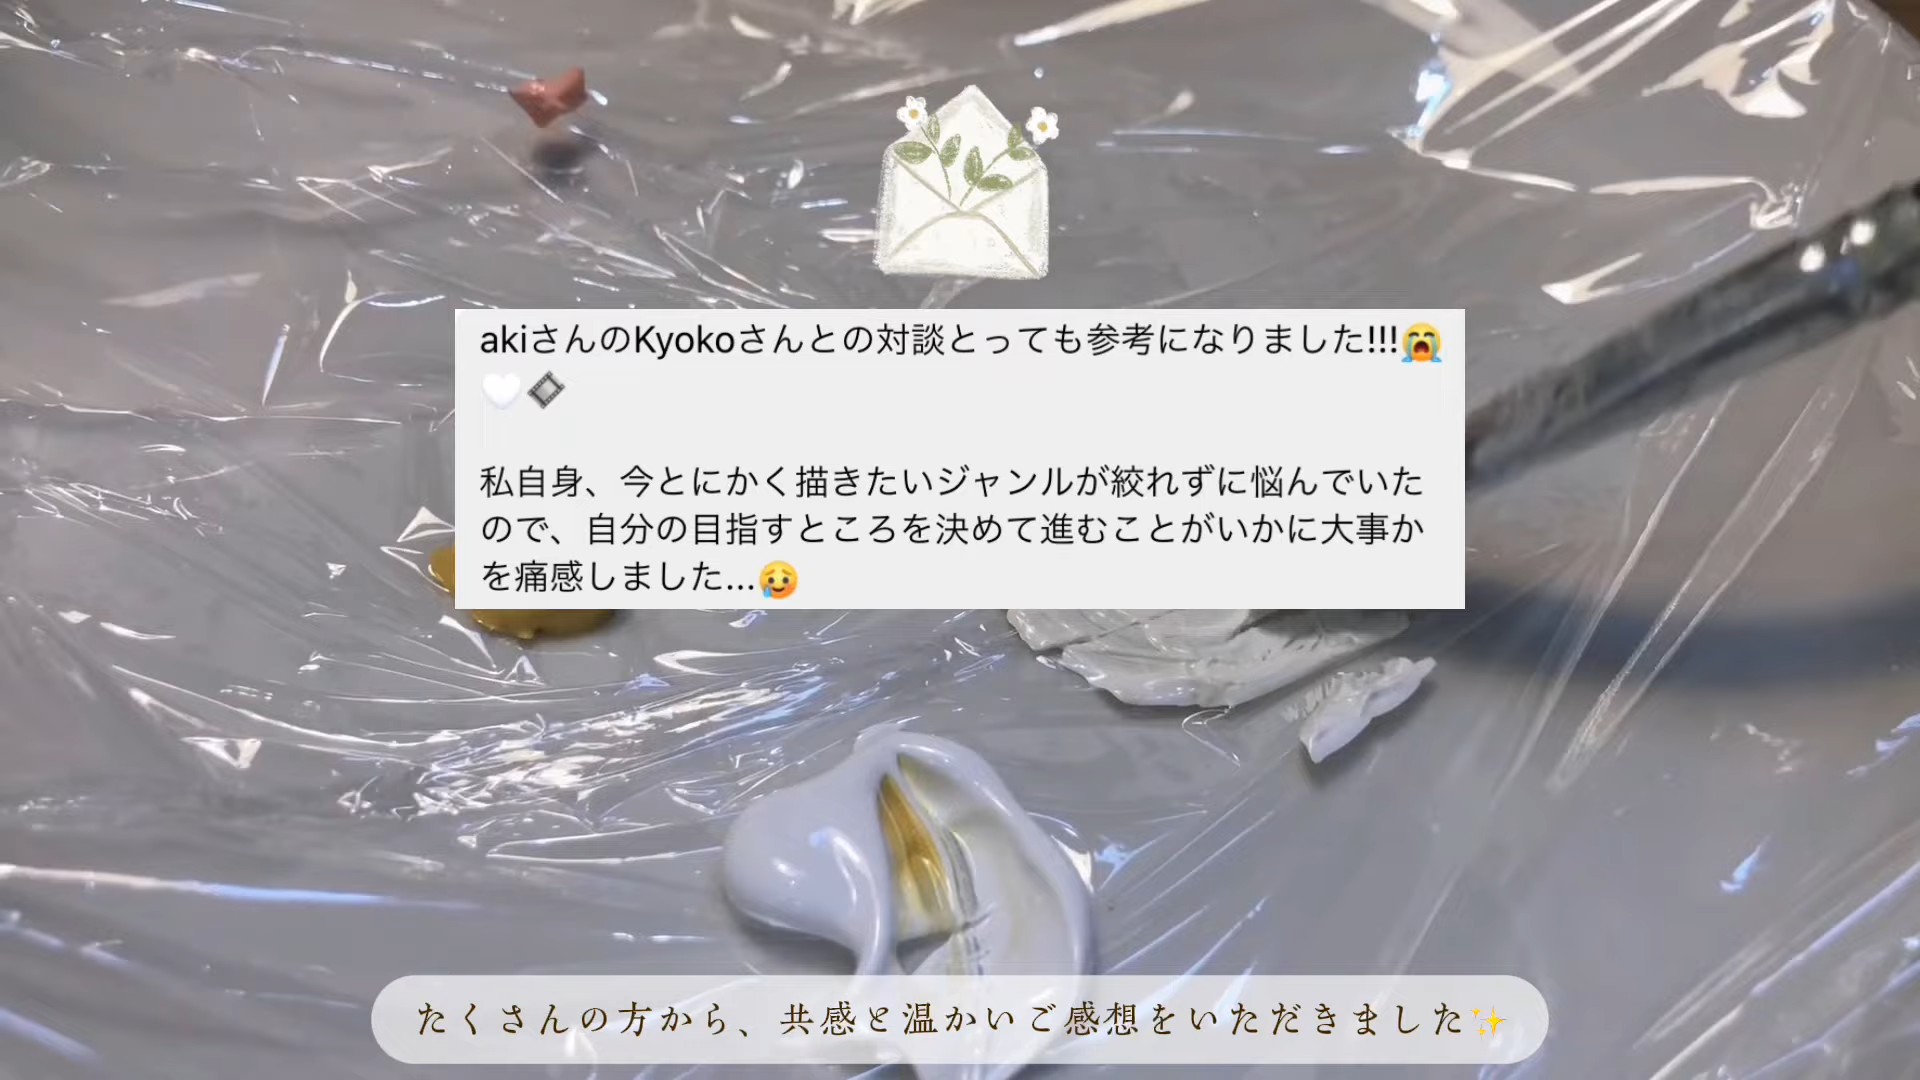 akiさんのKyokoさんとの対談とっても参考になりました!!!😭
🤍🎞️
私自身、今とにかく描きたいジャンルが絞れずに悩んでいた
ので、自分の目指すところを決めて進むことがいかに大事か
を痛感しました...🥲
たくさんの方から、共感と温かいご感想をいただきました✨